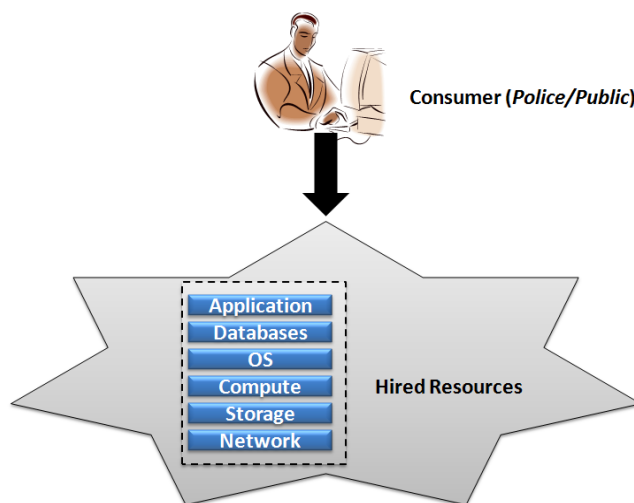 Consumer (Police/Public)
Application
Databases
OS
Compute
Hired Resources
Storage
Network